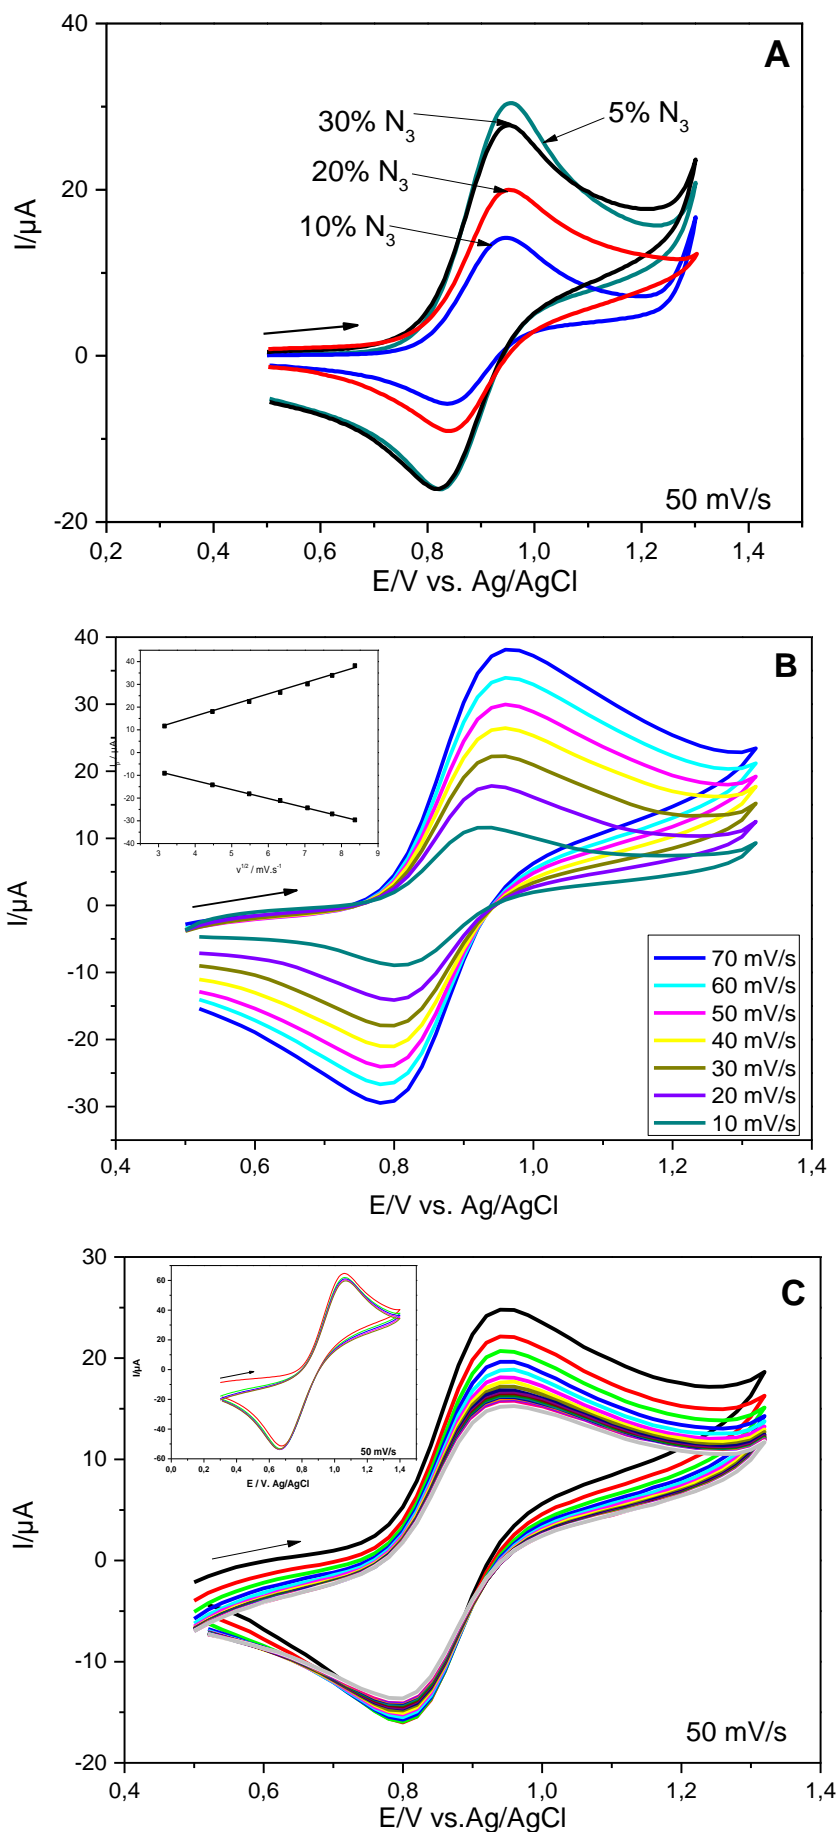 A
40
20
0
-20
I/µA
30% N3
5% N3
20% N3
10% N3
50 mV/s
0,2 0,4 0,6 0,8 1,0 1,2 1,4
E/V vs. Ag/AgCl
B
40
30
20
10
0
-10
-20
-30
I/µA
40
30
20
10
0
-10
-20
-30
-40
3 4 5 6 7 8 9
v1/2 / mV.s-1
70 mV/s
60 mV/s
50 mV/s
40 mV/s
30 mV/s
20 mV/s
10 mV/s
0,4 0,6 0,8 1,0 1,2 1,4
E/V vs. Ag/AgCl
C
30
20
10
0
-10
-20
I/µA
60
40
20
0
-20
-40
-60
I/µA
50 mV/s
0,0 0,2 0,4 0,6 0,8 1,0 1,2 1,4
E / V. Ag/AgCl
50 mV/s
0,4 0,6 0,8 1,0 1,2 1,4
E/V vs.Ag/AgCl